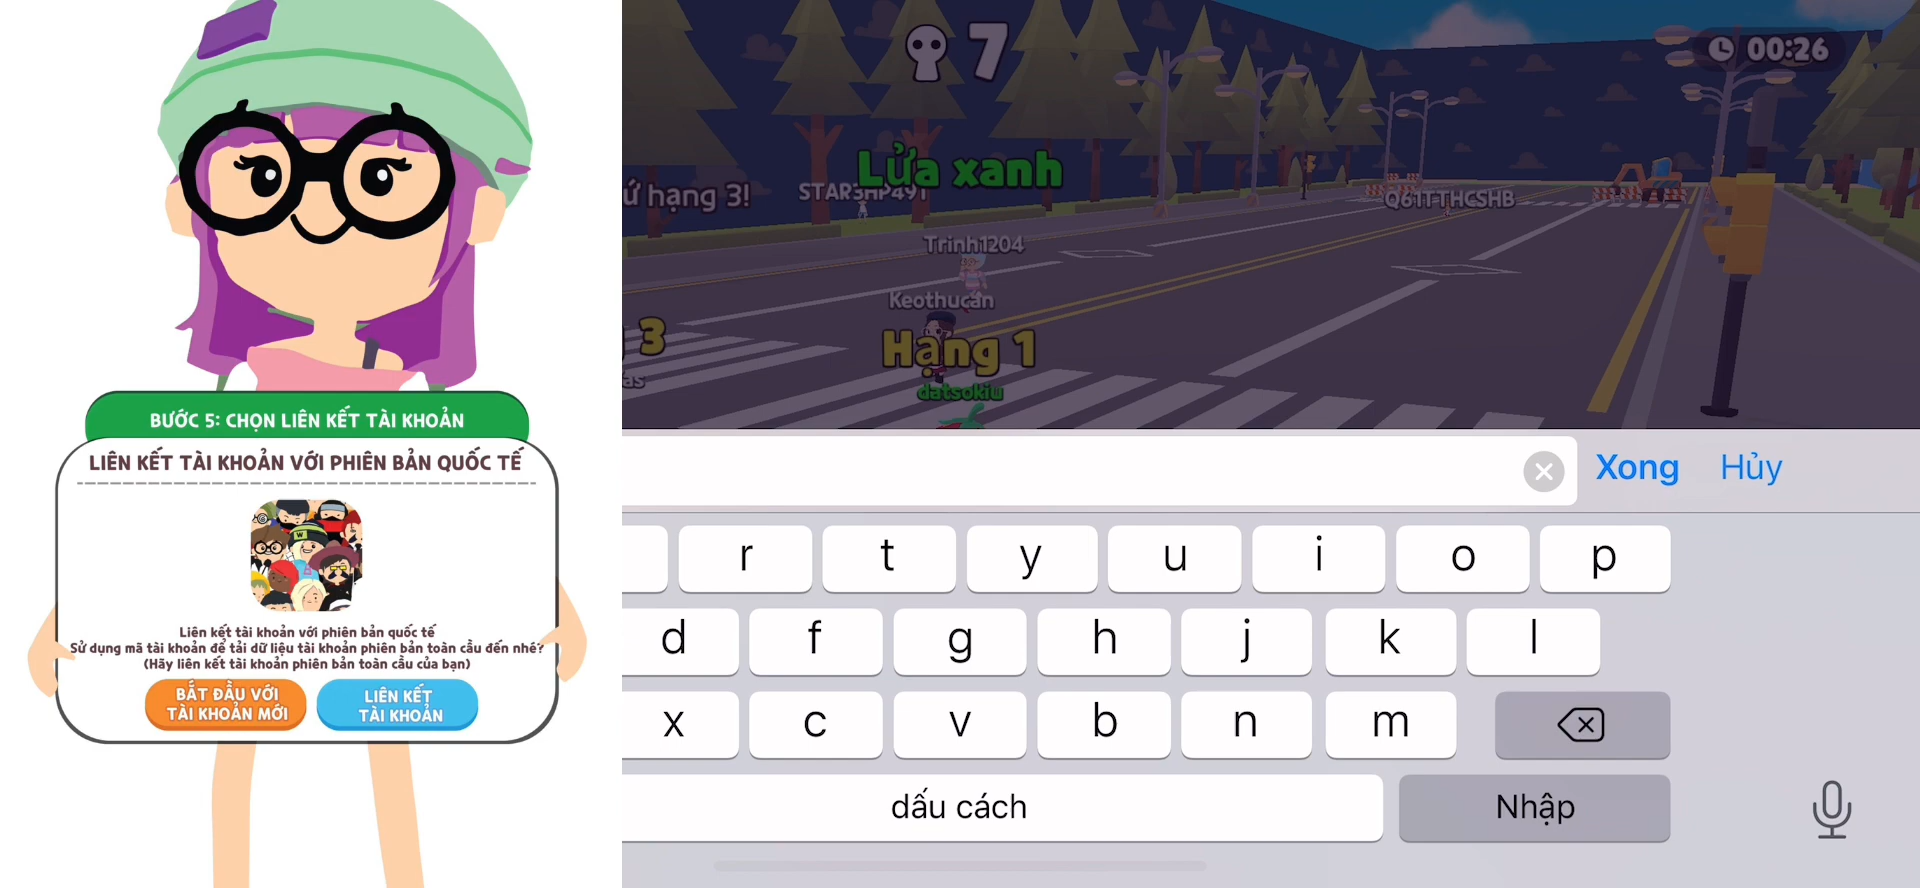 BƯỚC 5: CHỌN LIÊN KẾT TÀI KHOẢN
LIÊN KẾT TÀI KHOẢN VỚI PHIÊN BẢN QUỐC TẾ
W
Liên kết tài khoản với phiên bản quốc tế
Sử dụng mã tài khoản để tải dữ liệu tài khoản phiên bản toàn cầu đến nhé?
(Hãy liên kết tài khoản phiên bản toàn cầu của bạn)
BẮT ĐẦU VỚI
TÀI KHOẢN MỚI
LIÊN KẾT
TÀI KHOẢN
7
00:26
Lửa xanh
ứ hạng 3!
STAR3HP491
Q6TTTHCSHB
Trinh1204
Keothucan
3
Hạng 1
as
datsokiu
Xong
Hủy
r t y u i o p
d f g h j k l
x c v b n m
dấu cách
Nhập